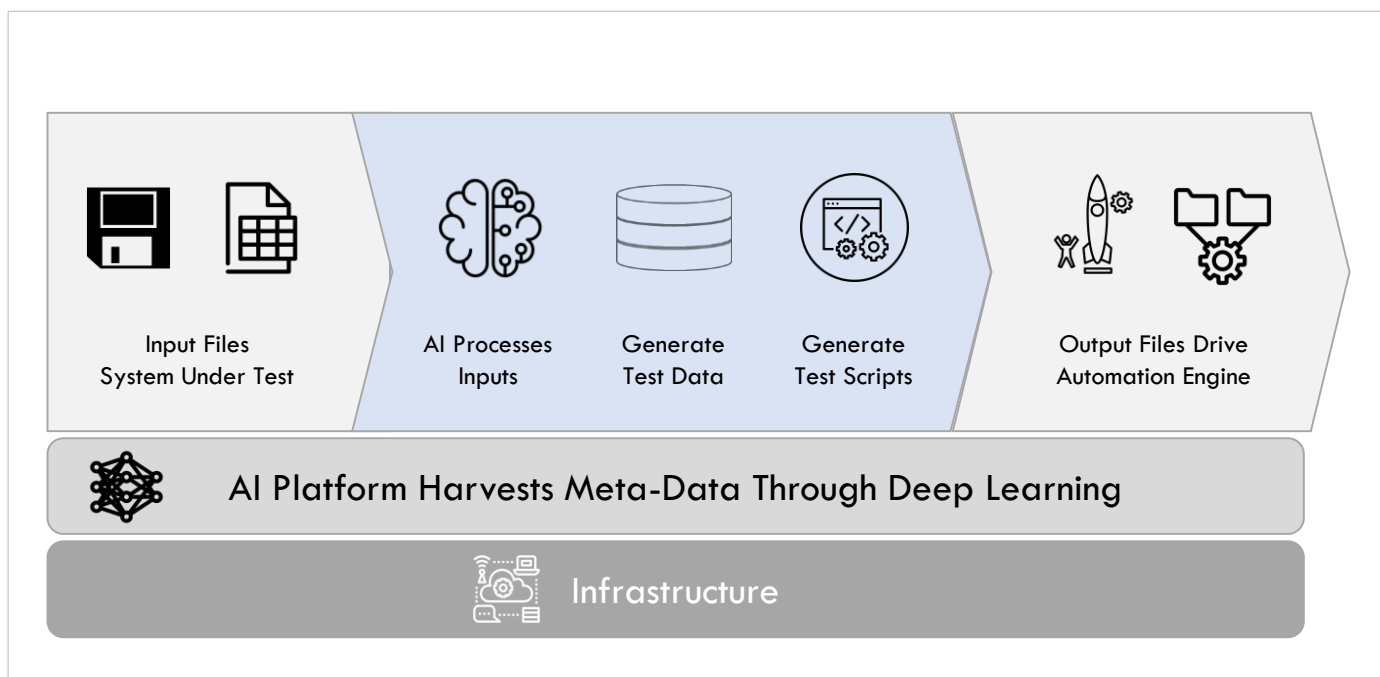 Input Files
System Under Test
AI Processes
Inputs
Generate
Test Data
Generate
Test Scripts
Output Files Drive
Automation Engine
AI Platform Harvests Meta-Data Through Deep Learning
Infrastructure